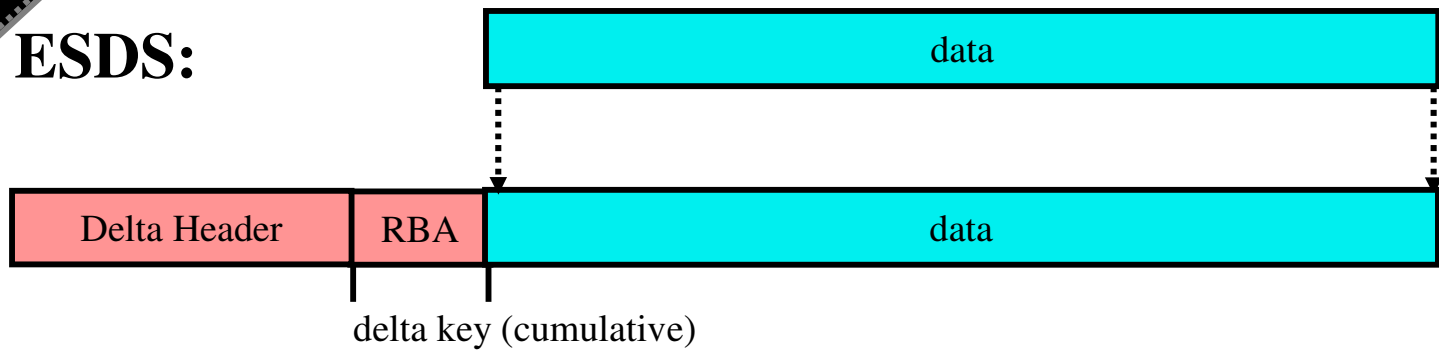 ESDS:
data
Delta Header
RBA
data
delta key (cumulative)